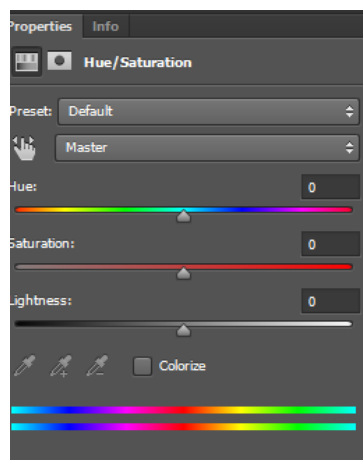 Properties Info
Hue/Saturation
Preset: Default
Master
Hue: 0
Saturation: 0
Lightness: 0
Colorize